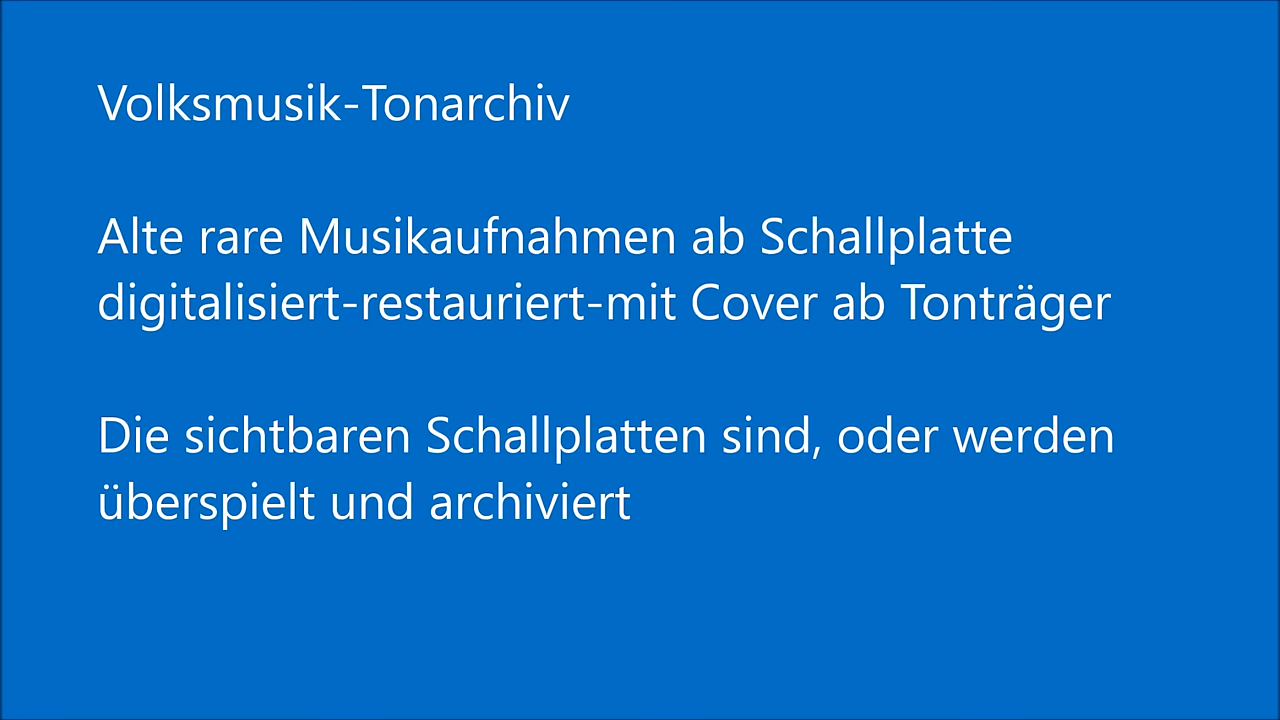 Volksmusik-Tonarchiv
Alte rare Musikaufnahmen ab Schallplatte
digitalisiert-restauriert-mit Cover ab Tonträger
Die sichtbaren Schallplatten sind, oder werden
überspielt und archiviert